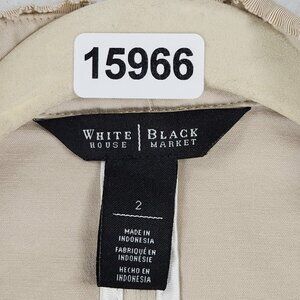 15966
WHITE | BLACK
HOUSE | MARKET
2
MADE IN
INDONESIA
FABRIQUÉ EN
INDONÉSIE
HECHO EN
INDONESIA